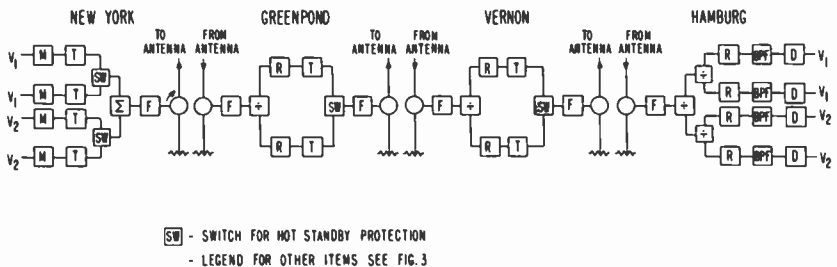 NEW YORK GREENPOND VERNON HAMBURG
TO ANTENNA FROM ANTENNA TO ANTENNA FROM ANTENNA TO ANTENNA FROM ANTENNA
V1 M T SW
V1 M T
V2 M T SW
V2 M T
Σ F
F ÷ R T R T SW F
F ÷ R T R T SW F
F ÷ ÷ ÷
R BPF D V1
R BPF D V1
R BPF D V2
R BPF D V2
SW - SWITCH FOR HOT STANDBY PROTECTION
- LEGEND FOR OTHER ITEMS SEE FIG. 3